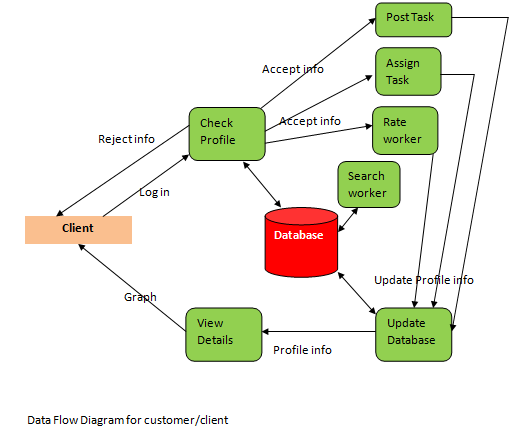 Post Task
Assign
Task
Accept info
Check
Profile
Accept info
Rate
worker
Reject info
Search
worker
Log in
Client
Database
Update Profile info
Graph
View
Details
Update
Database
Profile info
Data Flow Diagram for customer/client